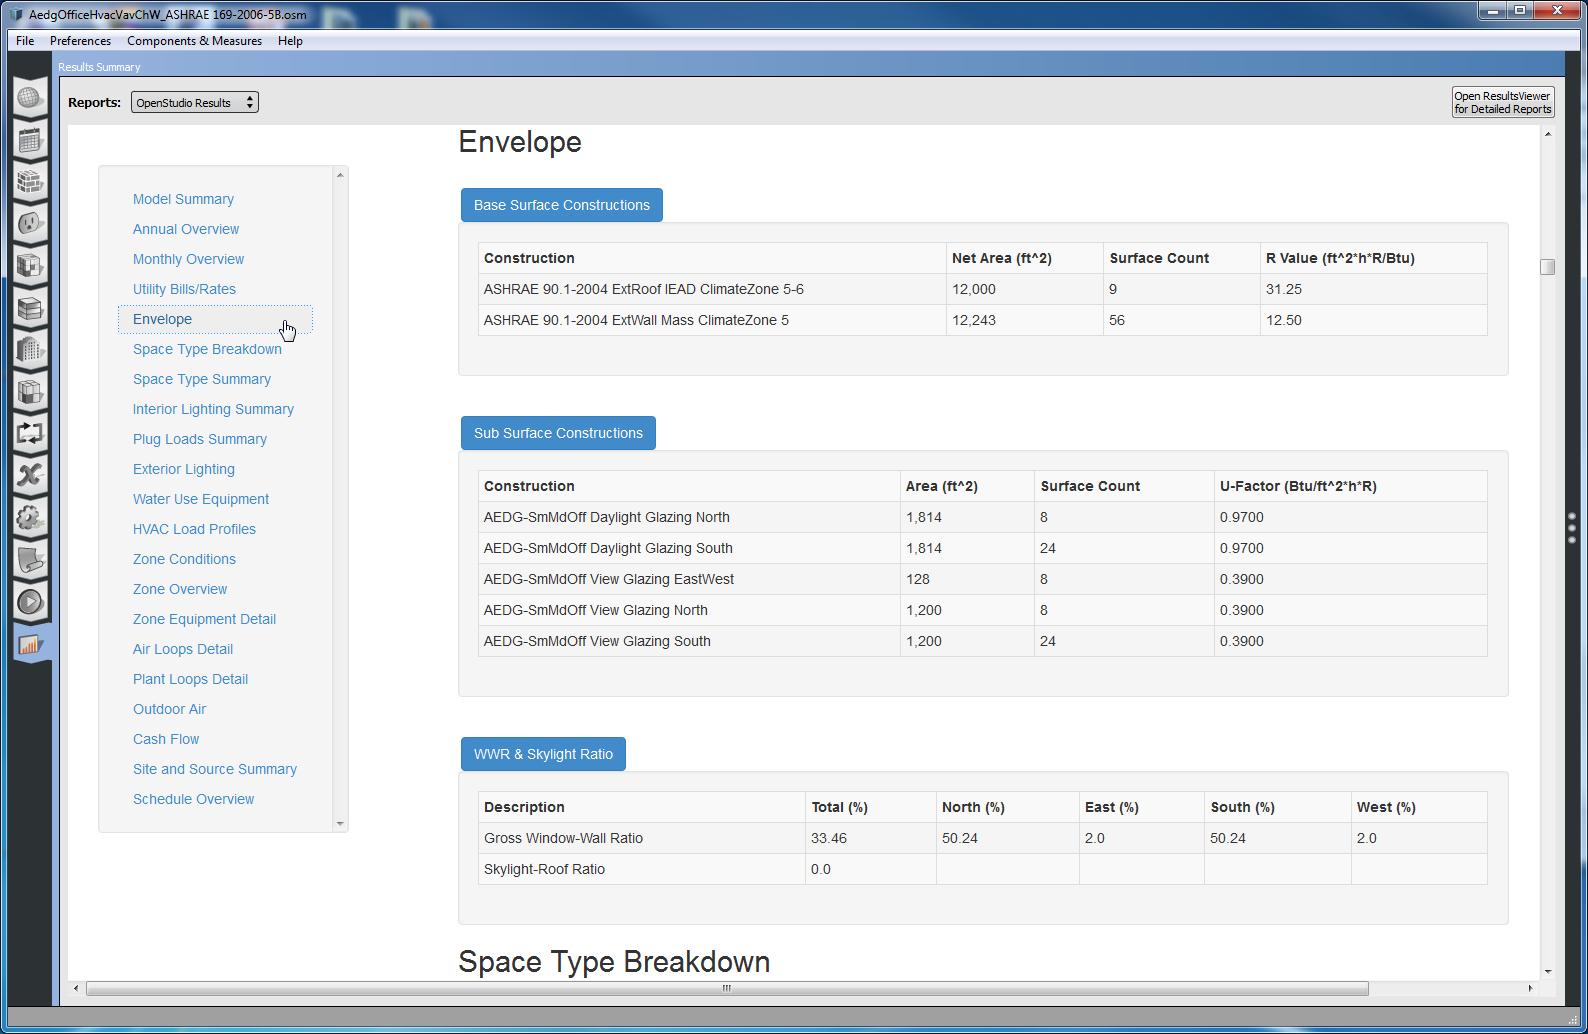 AedgOfficeHvacVavChW_ASHRAE 169-2006-5B.osm
File Preferences Components & Measures Help
Results Summary
Reports: OpenStudio Results
Open ResultsViewer
for Detailed Reports
Model Summary
Annual Overview
Monthly Overview
Utility Bills/Rates
Envelope
Space Type Breakdown
Space Type Summary
Interior Lighting Summary
Plug Loads Summary
Exterior Lighting
Water Use Equipment
HVAC Load Profiles
Zone Conditions
Zone Overview
Zone Equipment Detail
Air Loops Detail
Plant Loops Detail
Outdoor Air
Cash Flow
Site and Source Summary
Schedule Overview
Envelope
Base Surface Constructions
Construction Net Area (ft^2) Surface Count R Value (ft^2*h*R/Btu)
ASHRAE 90.1-2004 ExtRoof IEAD ClimateZone 5-6 12,000 9 31.25
ASHRAE 90.1-2004 ExtWall Mass ClimateZone 5 12,243 56 12.50
Sub Surface Constructions
Construction Area (ft^2) Surface Count U-Factor (Btu/ft^2*h*R)
AEDG-SmMdOff Daylight Glazing North 1,814 8 0.9700
AEDG-SmMdOff Daylight Glazing South 1,814 24 0.9700
AEDG-SmMdOff View Glazing EastWest 128 8 0.3900
AEDG-SmMdOff View Glazing North 1,200 8 0.3900
AEDG-SmMdOff View Glazing South 1,200 24 0.3900
WWR & Skylight Ratio
Description Total (%) North (%) East (%) South (%) West (%)
Gross Window-Wall Ratio 33.46 50.24 2.0 50.24 2.0
Skylight-Roof Ratio 0.0
Space Type Breakdown